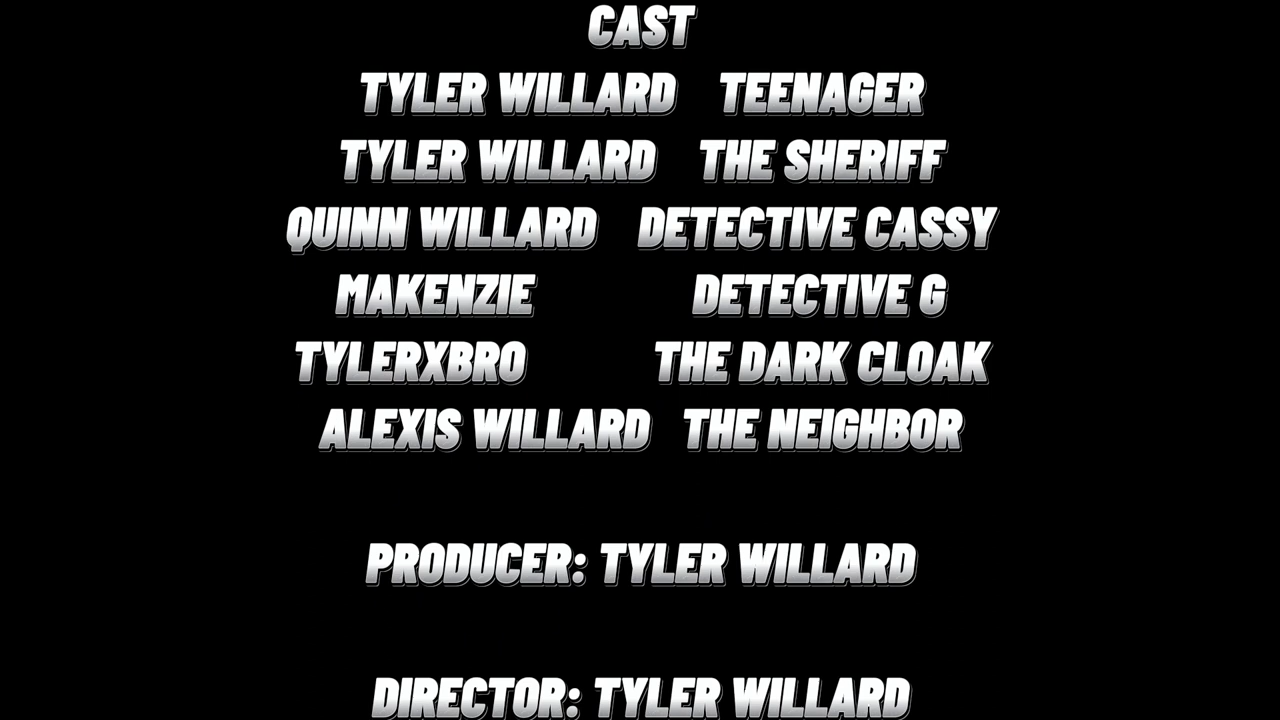 CAST
TYLER WILLARD TEENAGER
TYLER WILLARD THE SHERIFF
QUINN WILLARD DETECTIVE CASSY
MAKENZIE DETECTIVE G
TYLERXBRO THE DARK CLOAK
ALEXIS WILLARD THE NEIGHBOR
PRODUCER: TYLER WILLARD
DIRECTOR: TYLER WILLARD